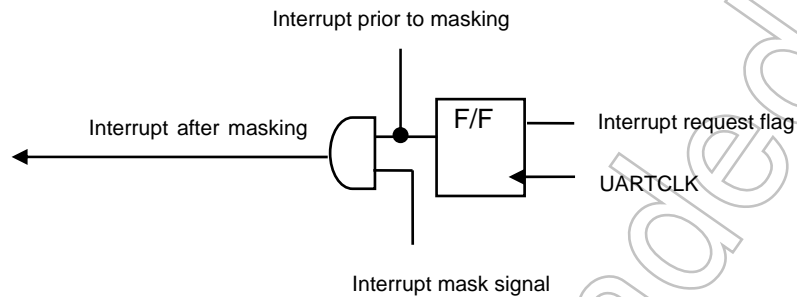 Interrupt prior to masking
F/F
Interrupt after masking
Interrupt request flag
UARTCLK
Interrupt mask signal